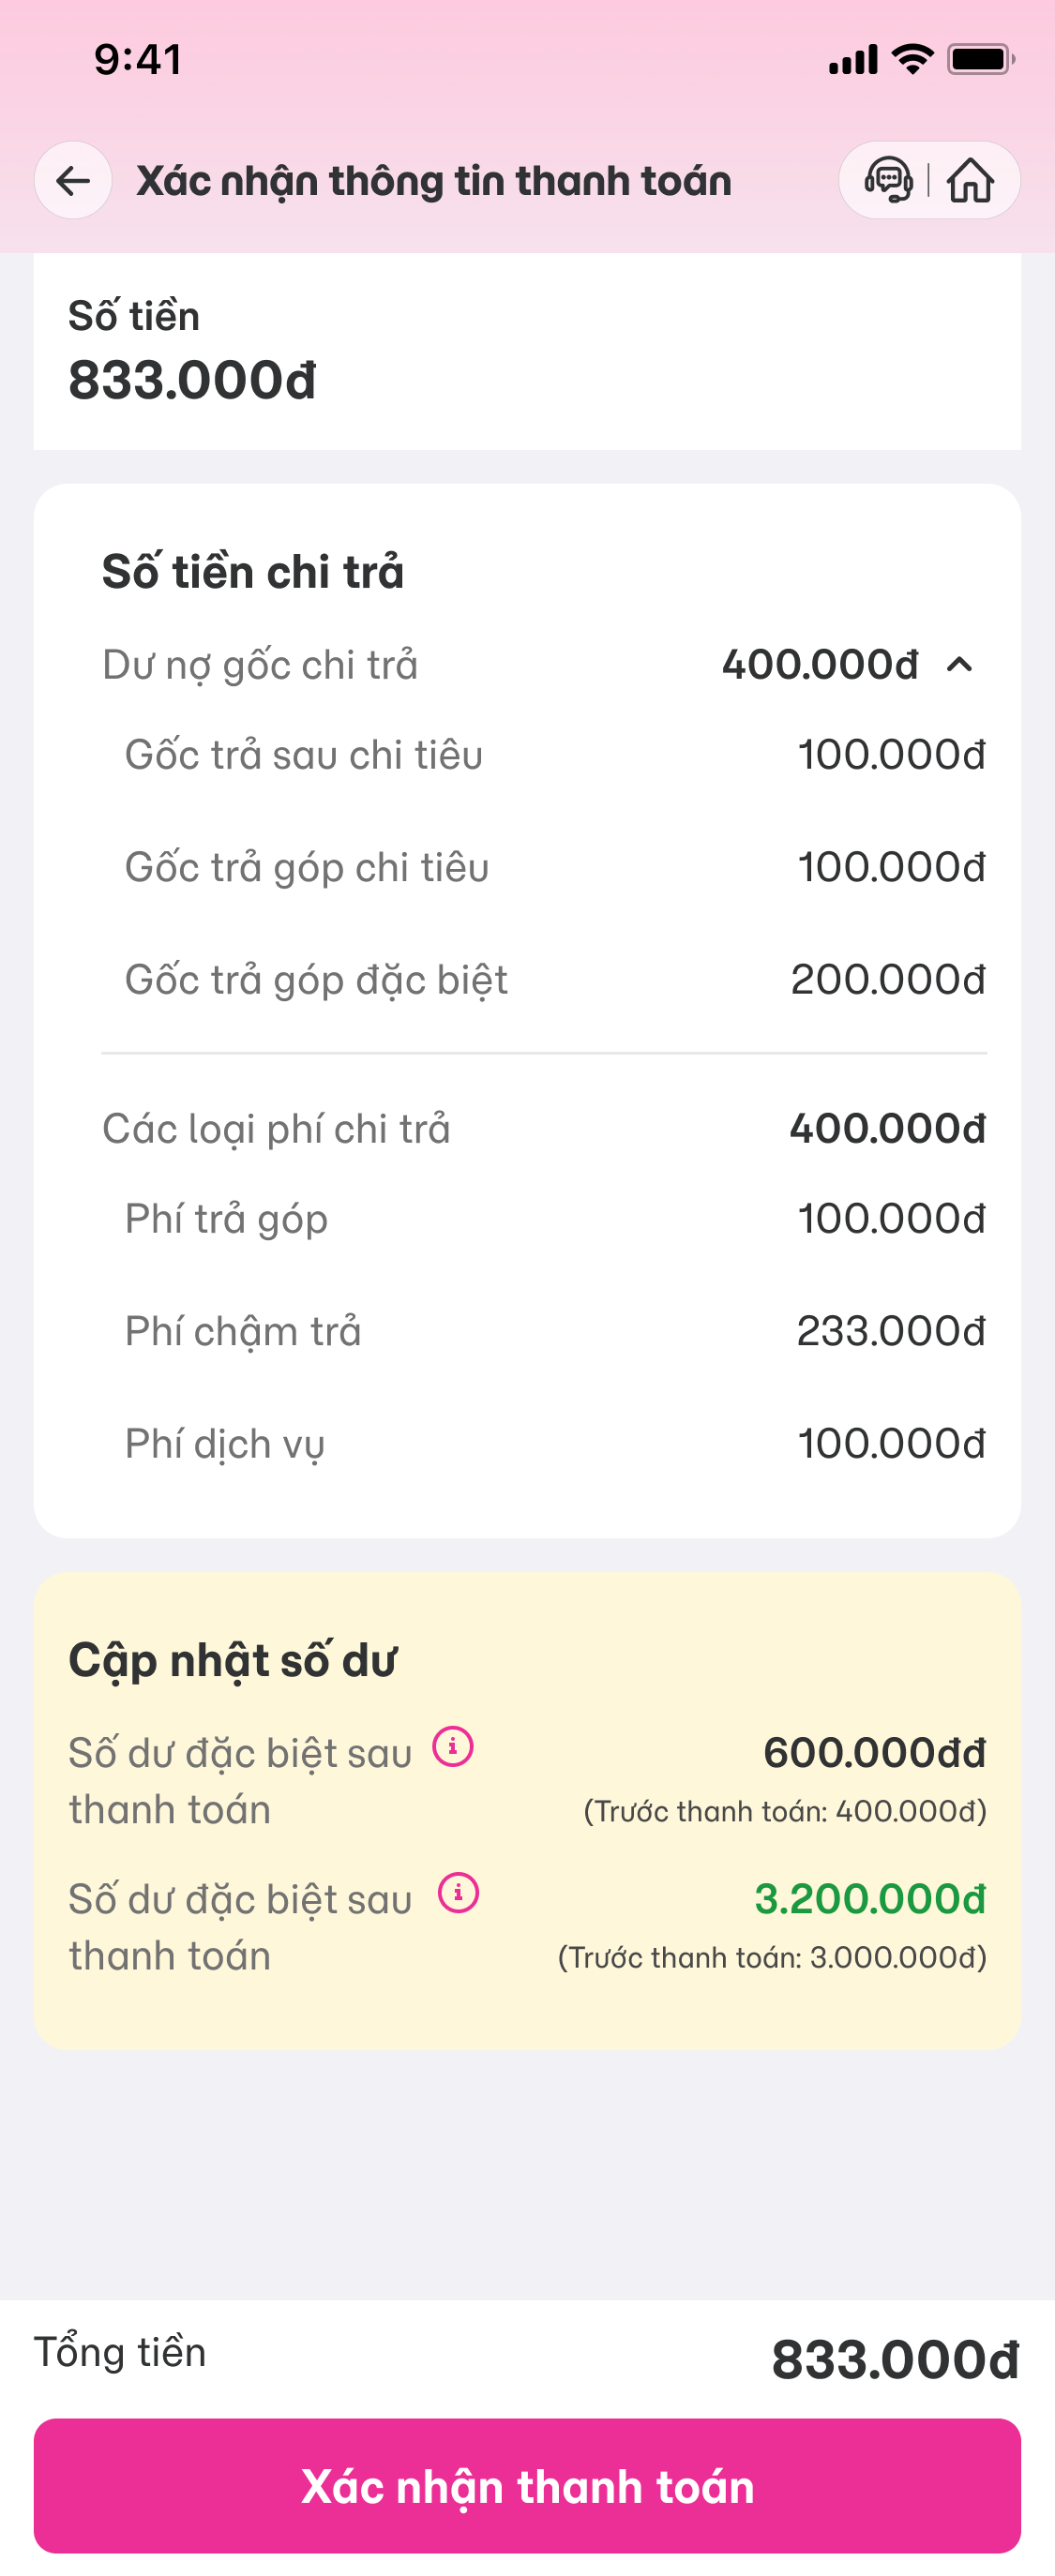 9:41
Xác nhận thông tin thanh toán
Số tiền
833.000đ
Số tiền chi trả
Dư nợ gốc chi trả 400.000đ
Gốc trả sau chi tiêu 100.000đ
Gốc trả góp chi tiêu 100.000đ
Gốc trả góp đặc biệt 200.000đ
Các loại phí chi trả 400.000đ
Phí trả góp 100.000đ
Phí chậm trả 233.000đ
Phí dịch vụ 100.000đ
Cập nhật số dư
Số dư đặc biệt sau 600.000đđ
thanh toán (Trước thanh toán: 400.000đ)
Số dư đặc biệt sau 3.200.000đ
thanh toán (Trước thanh toán: 3.000.000đ)
Tổng tiền 833.000đ
Xác nhận thanh toán